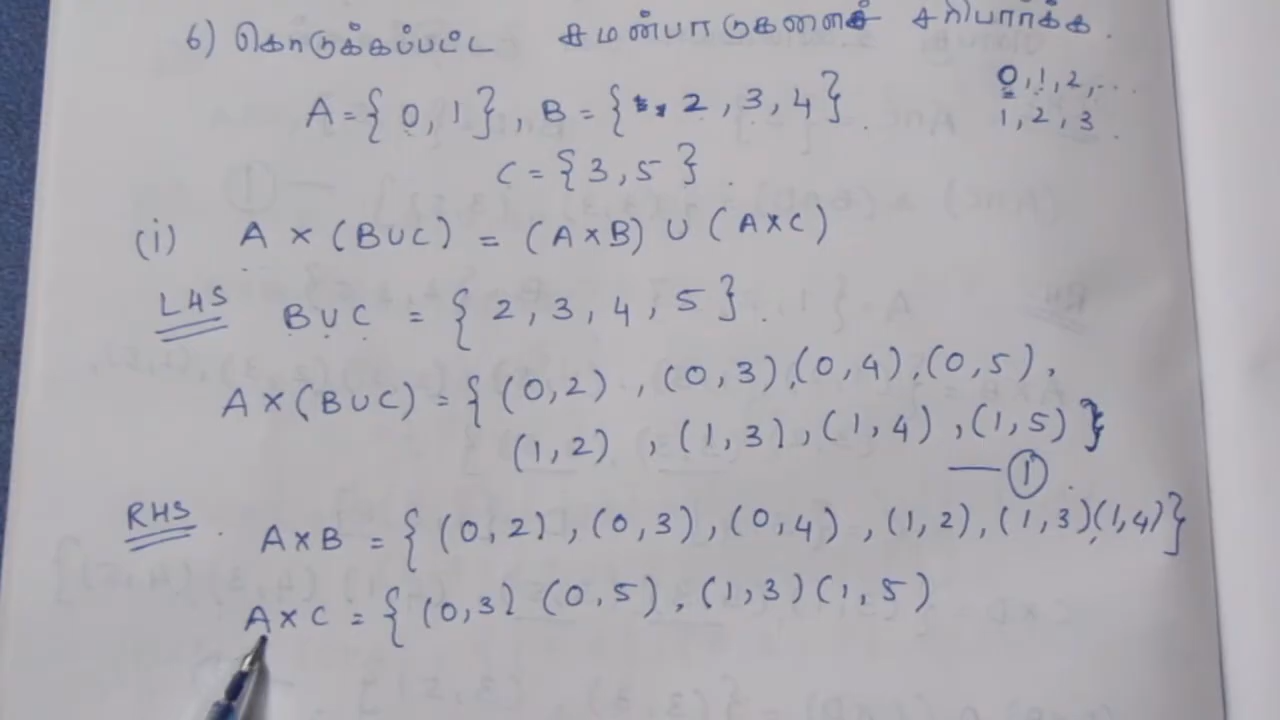 6) கொடுக்கப்பட்ட சமன்பாடுகளைச் சரிபார்க்க.
0, 1, 2, ...
A = {0, 1}, B = {2, 3, 4}.
1, 2, 3
C = {3, 5}.
(i) A × (B∪C) = (A×B) ∪ (A×C)
LHS B∪C = {2, 3, 4, 5}.
A×(B∪C) = {(0,2), (0,3), (0,4), (0,5),
(1,2), (1,3), (1,4), (1,5)}
— ①.
RHS. A×B = {(0,2), (0,3), (0,4), (1,2), (1,3), (1,4)}
A×C = {(0,3) (0,5), (1,3) (1,5)